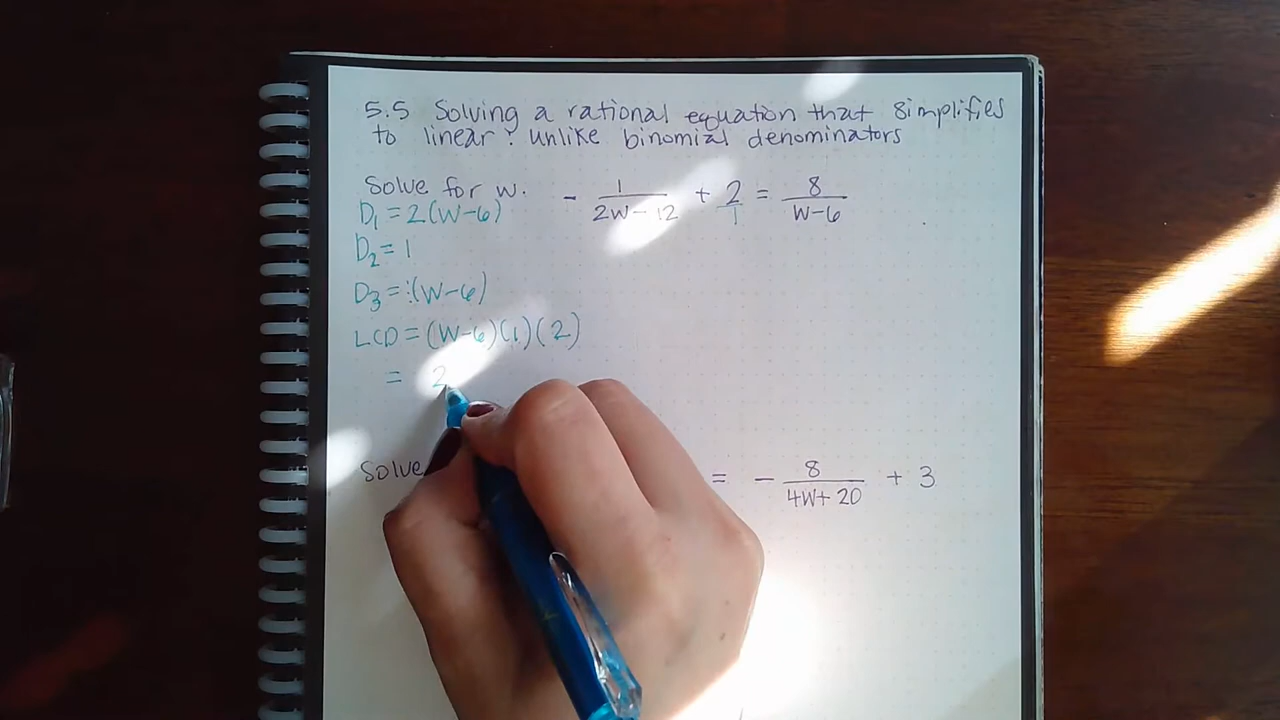 5.5 Solving a rational equation that simplifies
to linear: unlike binomial denominators
Solve for w. - 1/(2w-12) + 2/1 = 8/(w-6)
D₁ = 2(w-6)
D₂ = 1
D₃ = (w-6)
LCD = (w-6)(1)(2)
= 2
Solve = - 8/(4w+20) + 3